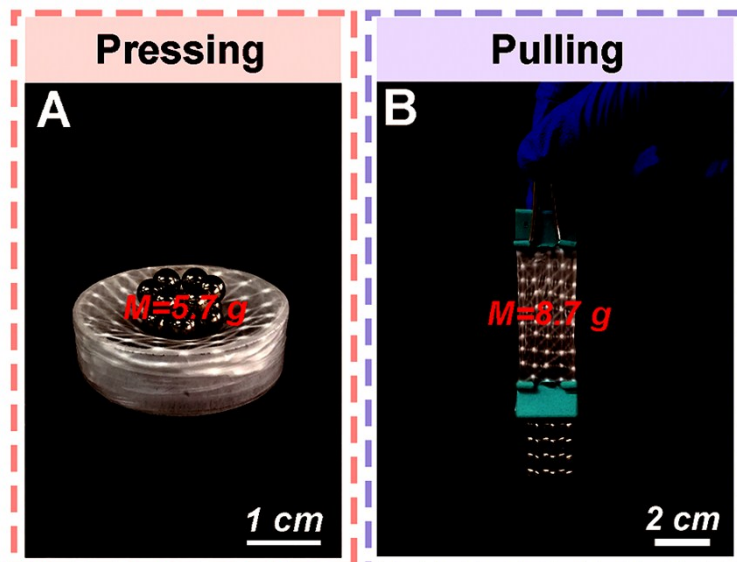 Pressing
A
M=5.7 g
1 cm
Pulling
B
M=8.7 g
2 cm